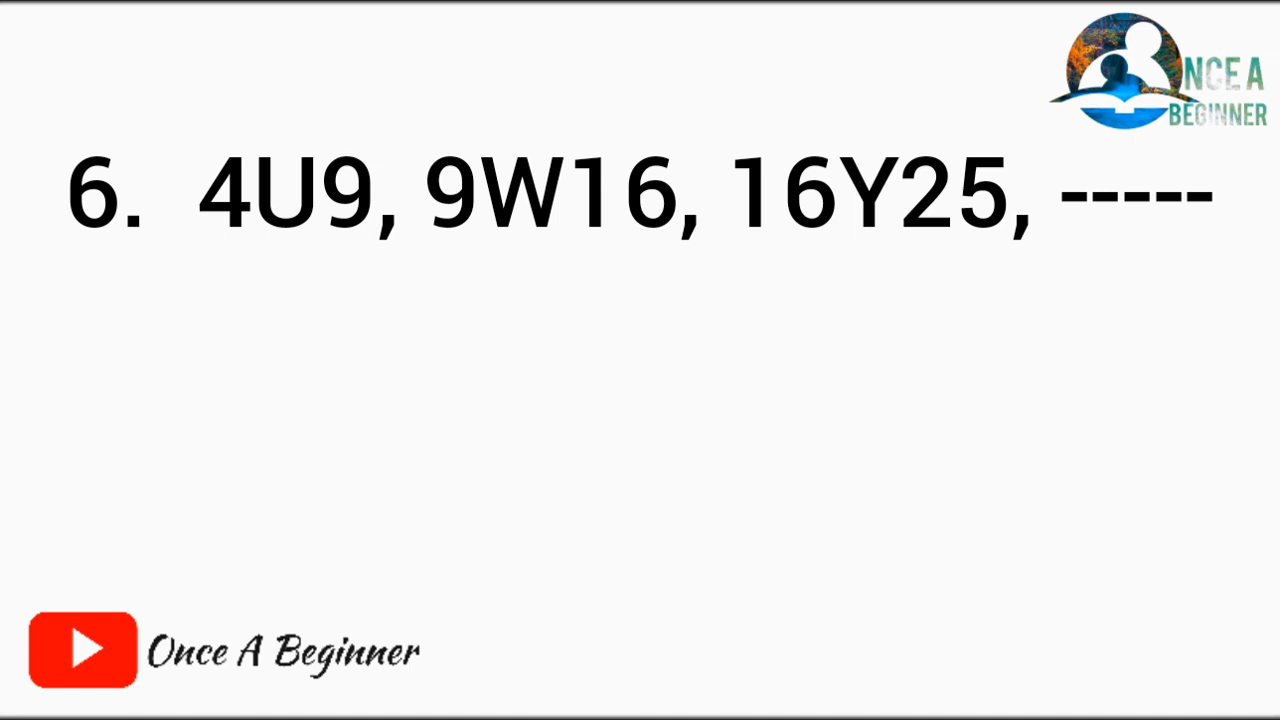 NCE A
BEGINNER
6. 4U9, 9W16, 16Y25, -----
Once A Beginner